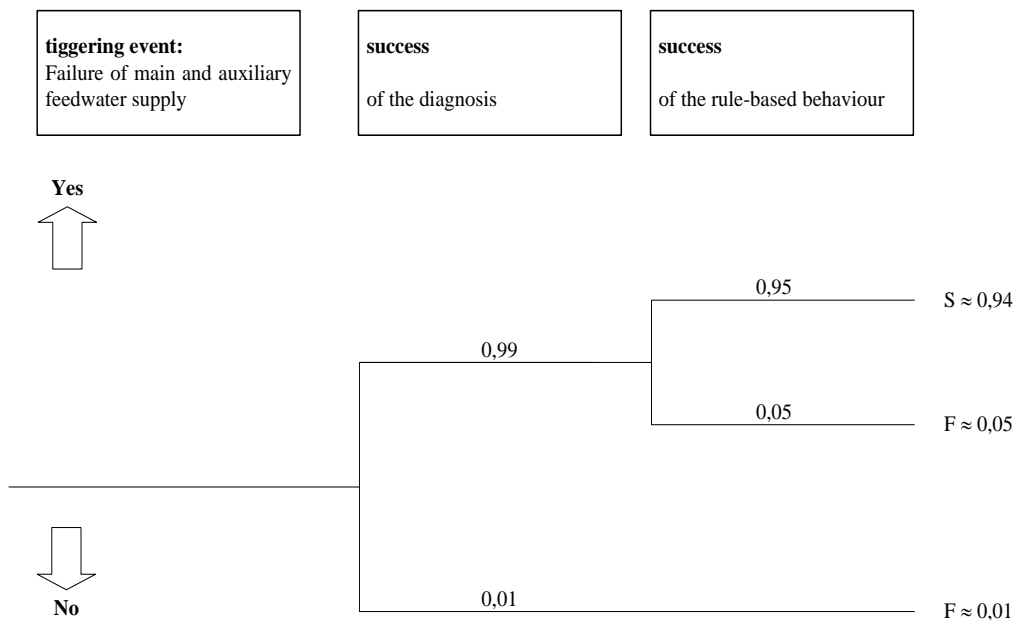 tiggering event:
Failure of main and auxiliary
feedwater supply
success
of the diagnosis
success
of the rule-based behaviour
Yes
0,95
S ≈ 0,94
0,99
0,05
F ≈ 0,05
No
0,01
F ≈ 0,01